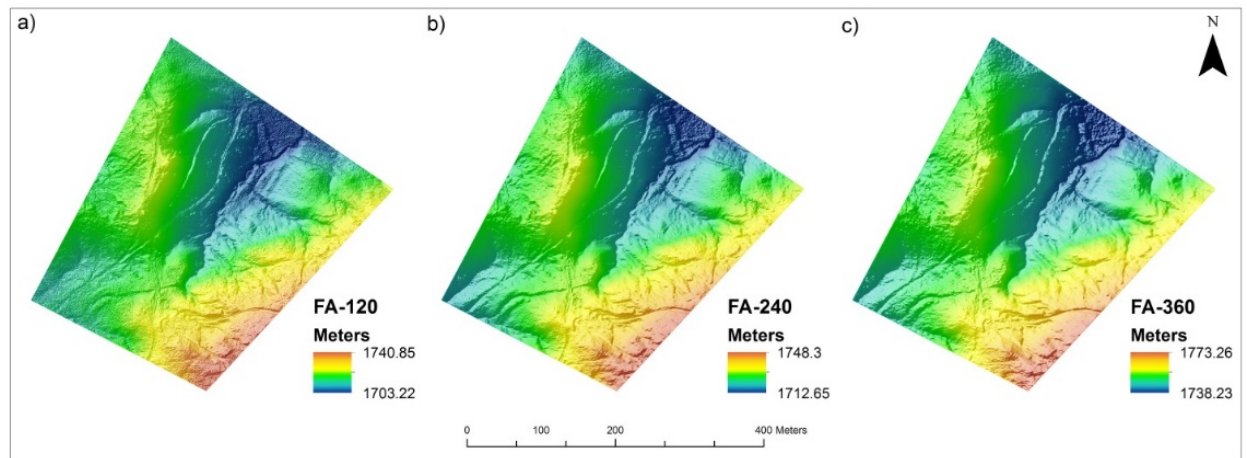 a)
b)
c)
N
FA-120
Meters
1740.85
1703.22
FA-240
Meters
1748.3
1712.65
FA-360
Meters
1773.26
1738.23
0 100 200 400 Meters